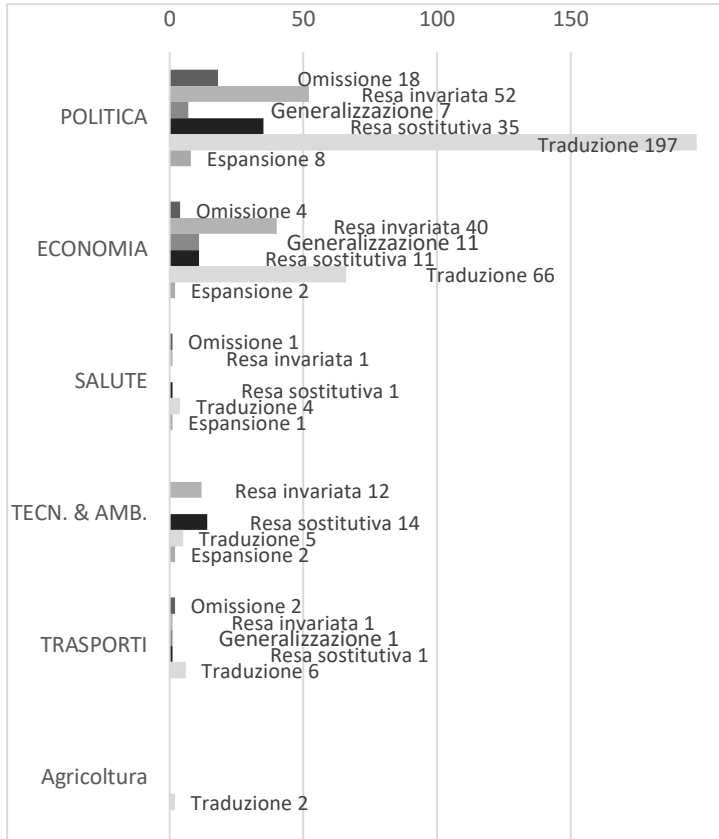 0 50 100 150
POLITICA
Omissione 18
Resa invariata 52
Generalizzazione 7
Resa sostitutiva 35
Traduzione 197
Espansione 8
ECONOMIA
Omissione 4
Resa invariata 40
Generalizzazione 11
Resa sostitutiva 11
Traduzione 66
Espansione 2
SALUTE
Omissione 1
Resa invariata 1
Resa sostitutiva 1
Traduzione 4
Espansione 1
TECN. & AMB.
Resa invariata 12
Resa sostitutiva 14
Traduzione 5
Espansione 2
TRASPORTI
Omissione 2
Resa invariata 1
Generalizzazione 1
Resa sostitutiva 1
Traduzione 6
Agricoltura
Traduzione 2